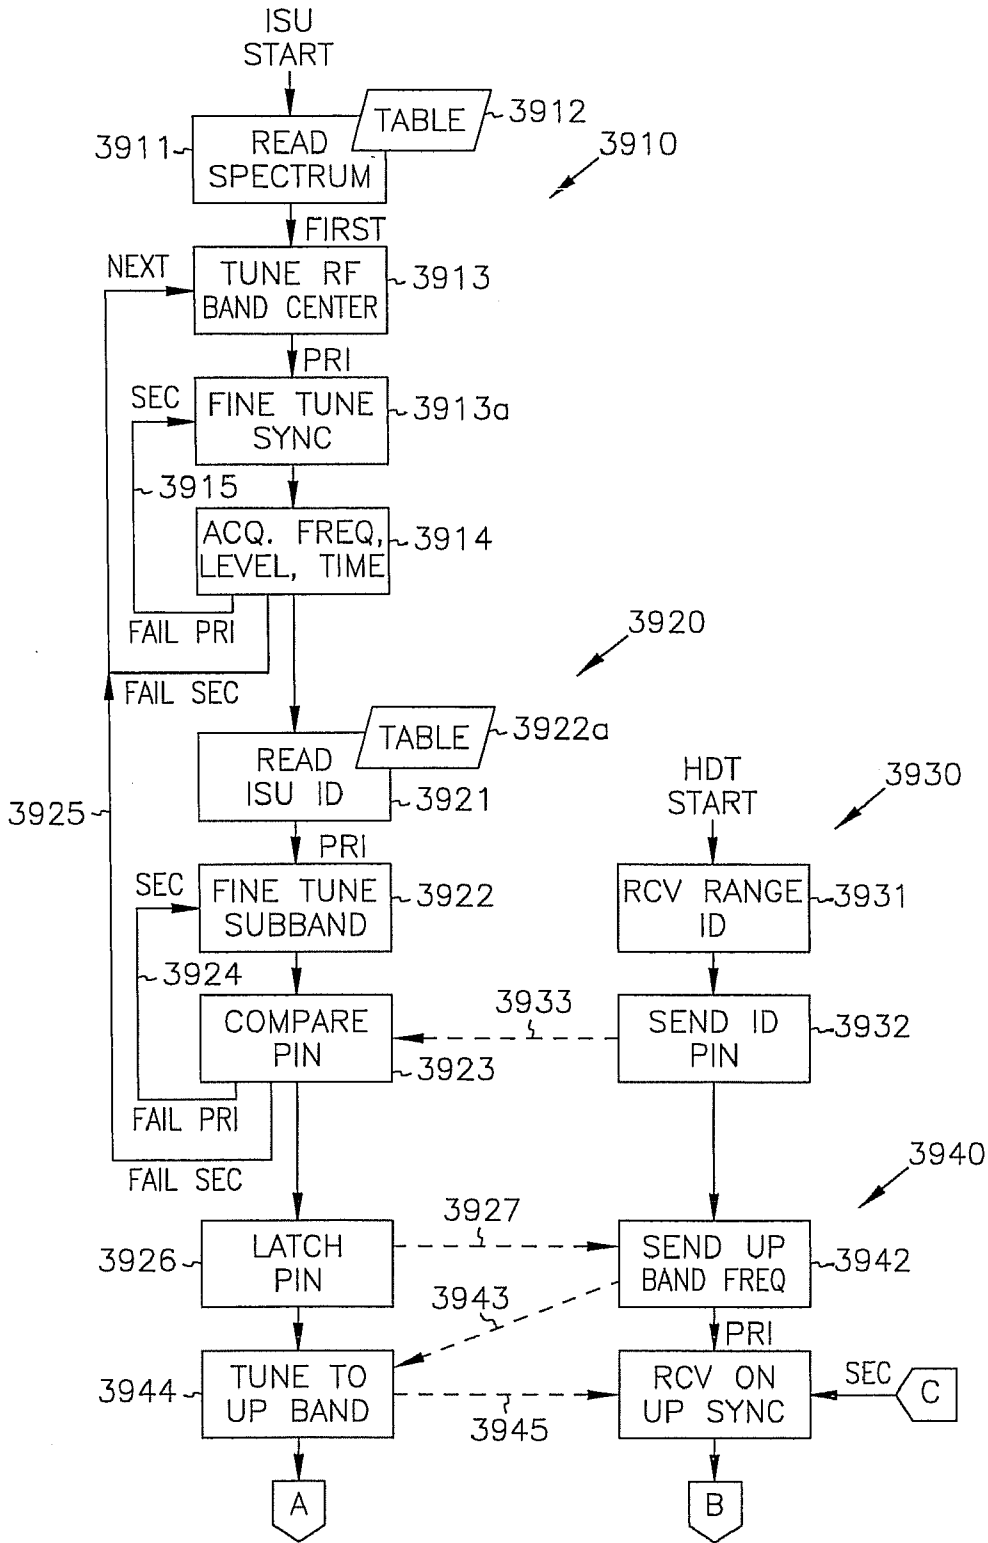 ISU
START
TABLE
3912
3911
READ
SPECTRUM
3910
FIRST
NEXT
TUNE RF
BAND CENTER
3913
PRI
SEC
FINE TUNE
SYNC
3913a
3915
ACQ. FREQ,
LEVEL, TIME
3914
FAIL PRI
3920
FAIL SEC
TABLE
3922a
READ
ISU ID
3921
3925
HDT
START
3930
PRI
SEC
FINE TUNE
SUBBAND
3922
RCV RANGE
ID
3931
3924
COMPARE
PIN
3923
3933
SEND ID
PIN
3932
FAIL PRI
FAIL SEC
3940
3926
LATCH
PIN
3927
SEND UP
BAND FREQ
3942
3943
PRI
3944
TUNE TO
UP BAND
3945
RCV ON
UP SYNC
SEC
C
A
B